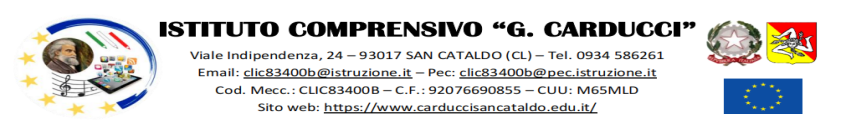 ISTITUTO COMPRENSIVO “G. CARDUCCI”
Viale Indipendenza, 24 – 93017 SAN CATALDO (CL) – Tel. 0934 586261
Email: clic83400b@istruzione.it – Pec: clic83400b@pec.istruzione.it
Cod. Mecc.: CLIC83400B – C.F.: 92076690855 – CUU: M65MLD
Sito web: https://www.carduccisancataldo.edu.it/